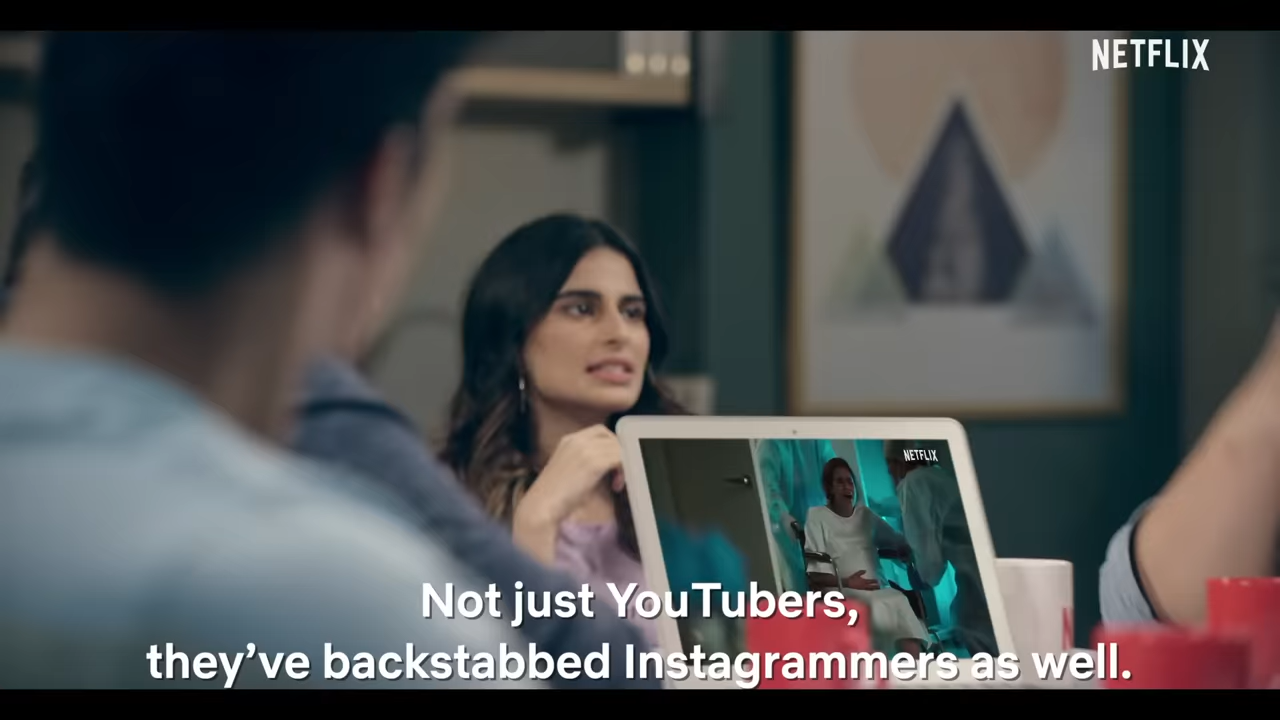 NETFLIX
NETFLIX
Not just YouTubers,
they've backstabbed Instagrammers as well.